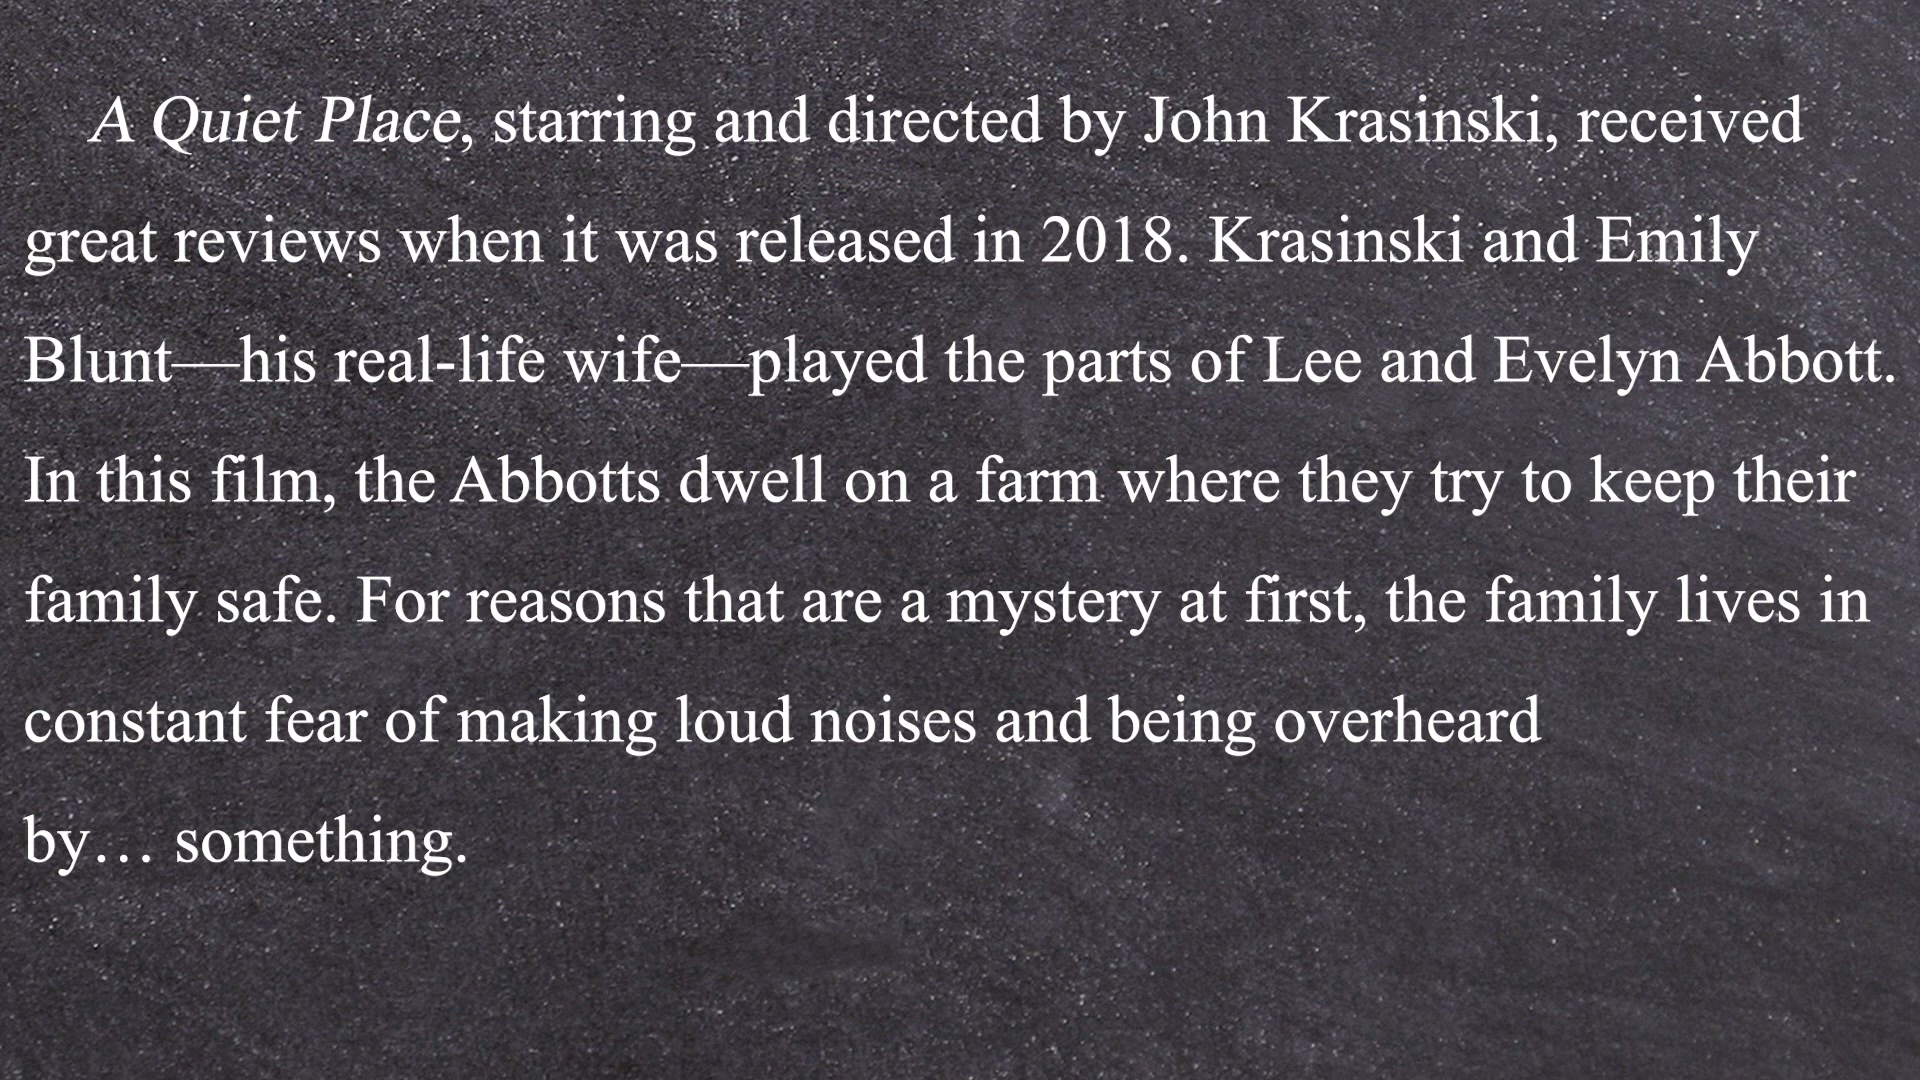 A Quiet Place, starring and directed by John Krasinski, received
great reviews when it was released in 2018. Krasinski and Emily
Blunt—his real-life wife—played the parts of Lee and Evelyn Abbott.
In this film, the Abbotts dwell on a farm where they try to keep their
family safe. For reasons that are a mystery at first, the family lives in
constant fear of making loud noises and being overheard
by… something.